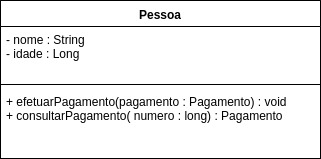 Pessoa
- nome : String
- idade : Long
+ efetuarPagamento(pagamento : Pagamento) : void
+ consultarPagamento( numero : long) : Pagamento